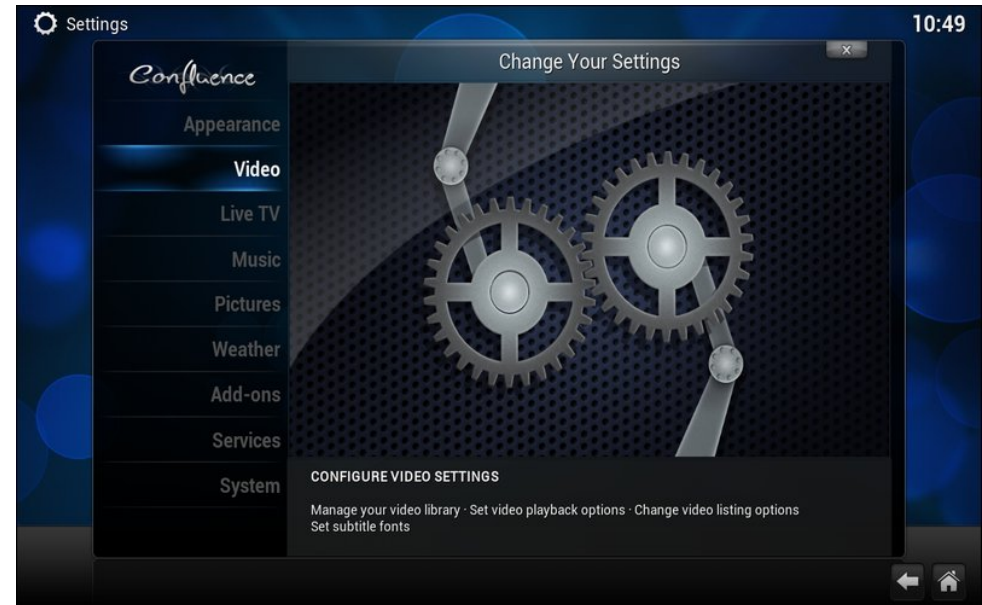 Settings
10:49
Confluence
Change Your Settings
X
Appearance
Video
Live TV
Music
Pictures
Weather
Add-ons
Services
System
CONFIGURE VIDEO SETTINGS
Manage your video library · Set video playback options · Change video listing options
Set subtitle fonts